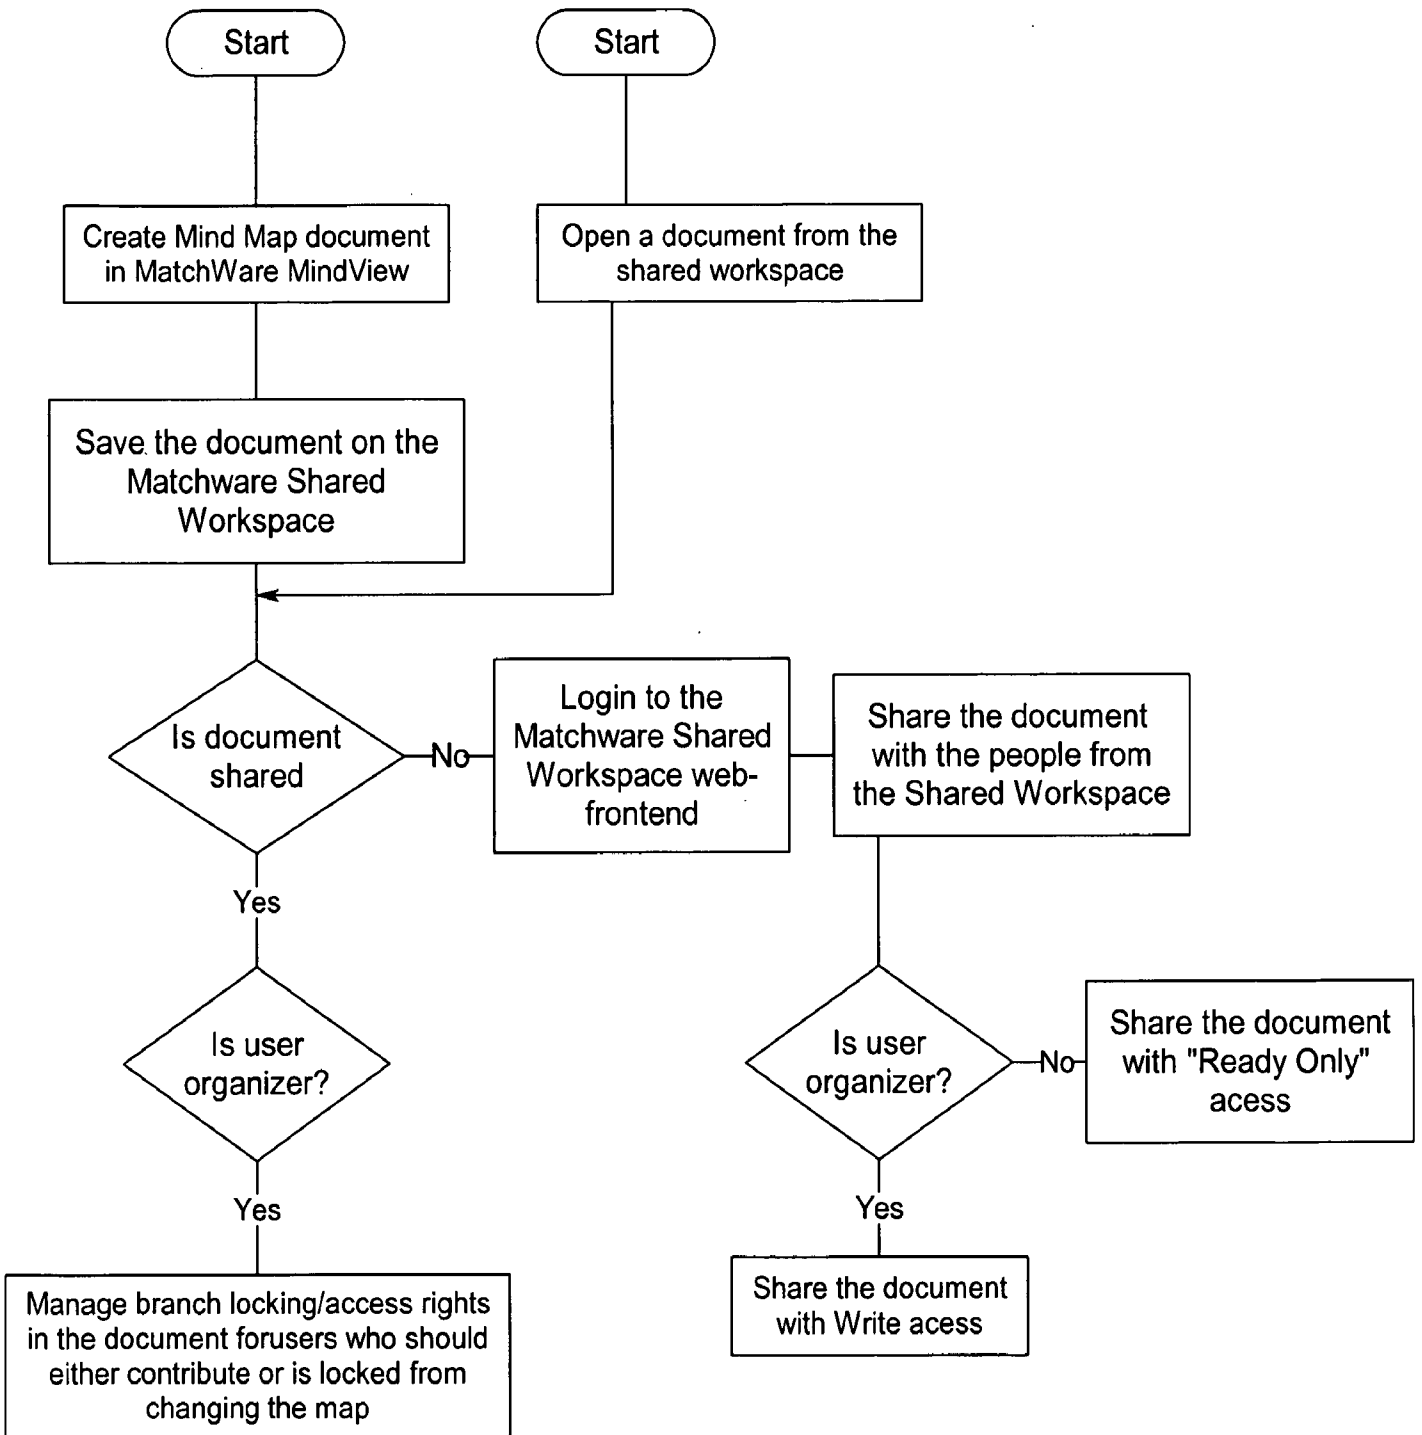 Start
Start
Create Mind Map document
in MatchWare MindView
Open a document from the
shared workspace
Save the document on the
Matchware Shared
Workspace
Is document
shared
No
Login to the
Matchware Shared
Workspace web-
frontend
Share the document
with the people from
the Shared Workspace
Yes
Is user
organizer?
Is user
organizer?
No
Share the document
with "Ready Only"
acess
Yes
Yes
Manage branch locking/access rights
in the document forusers who should
either contribute or is locked from
changing the map
Share the document
with Write acess